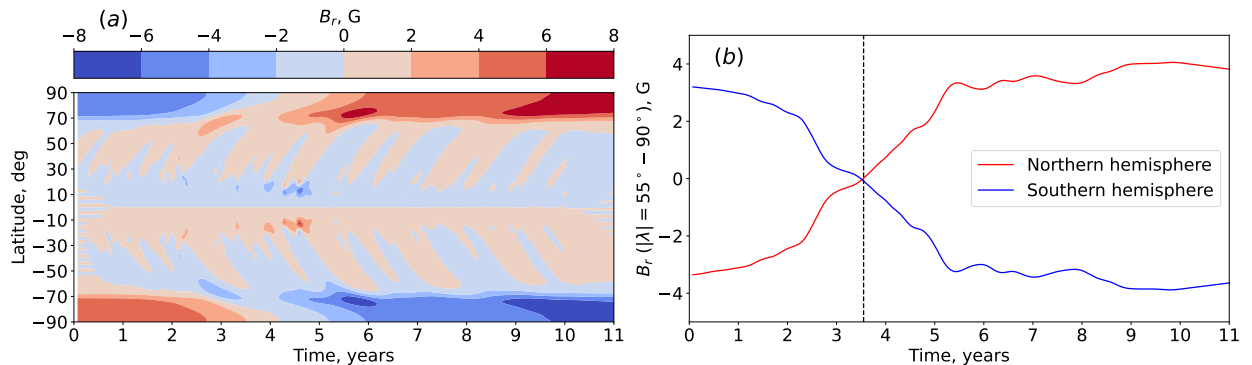 (a)
B_r, G
−8 −6 −4 −2 0 2 4 6 8
90
70
50
30
10
−10
−30
−50
−70
−90
Latitude, deg
0 1 2 3 4 5 6 7 8 9 10 11
Time, years
(b)
4
2
0
−2
−4
B_r (|λ| = 55° − 90°), G
Northern hemisphere
Southern hemisphere
0 1 2 3 4 5 6 7 8 9 10 11
Time, years